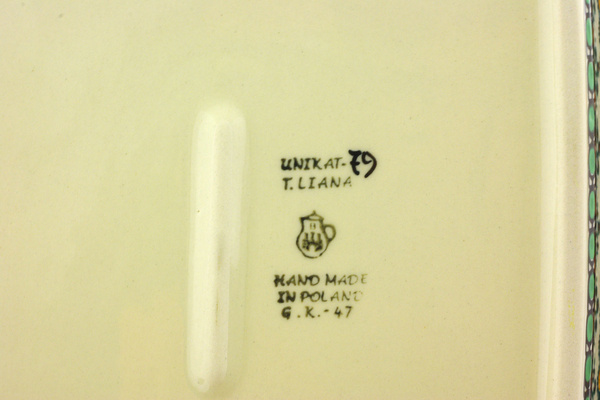 UNIKAT-79
T. LIANA
HAND MADE
IN POLAND
G.K.-47